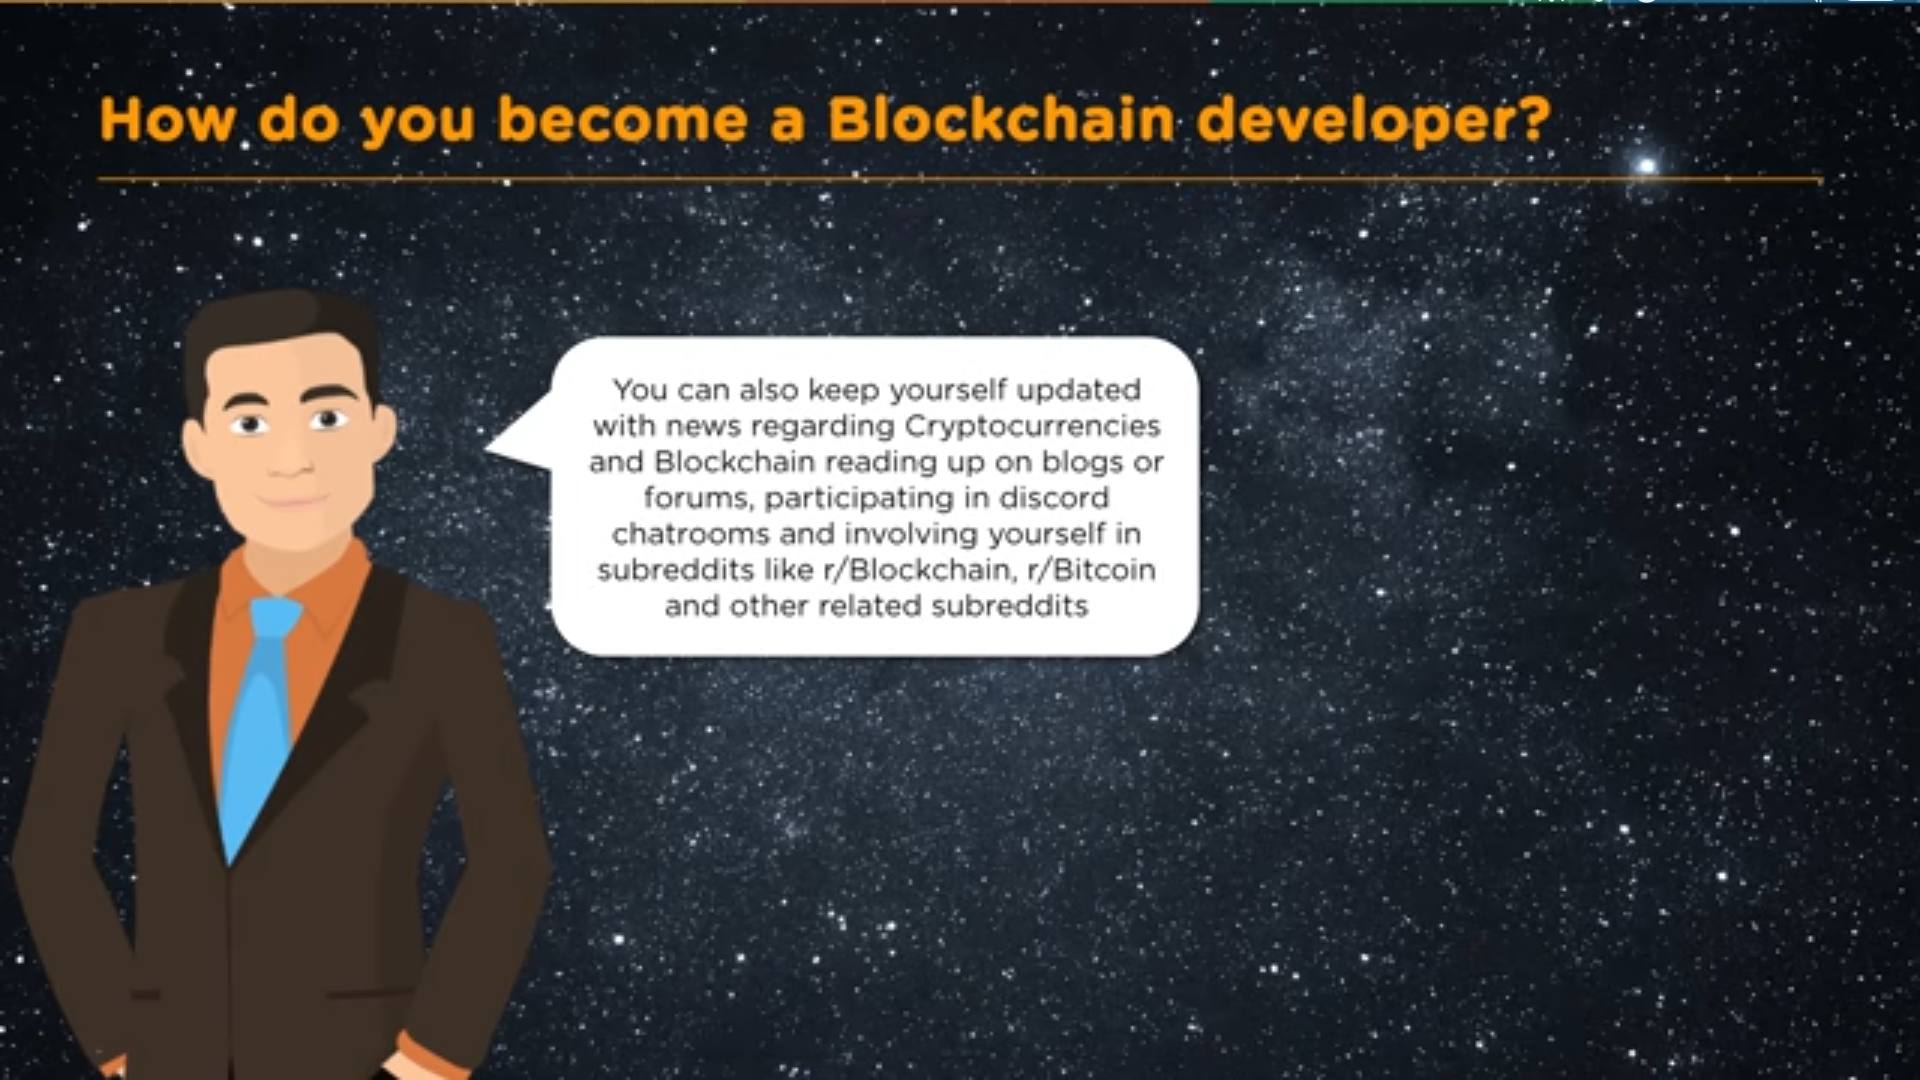 How do you become a Blockchain developer?
You can also keep yourself updated
with news regarding Cryptocurrencies
and Blockchain reading up on blogs or
forums, participating in discord
chatrooms and involving yourself in
subreddits like r/Blockchain, r/Bitcoin
and other related subreddits